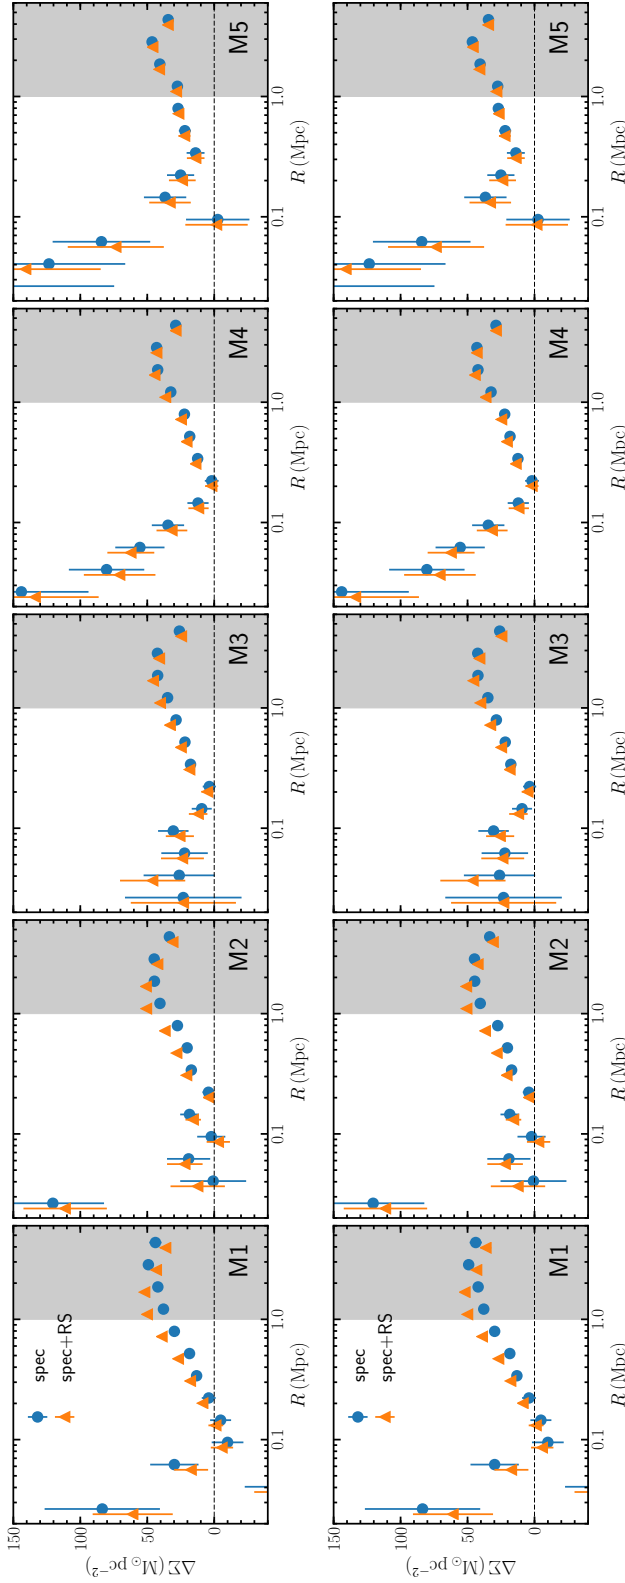 150
100
50
0
ΔΣ (M⊙ pc⁻²)
spec
spec+RS
M1 M2 M3 M4 M5
0.1 1.0 0.1 1.0 0.1 1.0 0.1 1.0 0.1 1.0
R (Mpc) R (Mpc) R (Mpc) R (Mpc) R (Mpc)
150
100
50
0
ΔΣ (M⊙ pc⁻²)
spec
spec+RS
M1 M2 M3 M4 M5
0.1 1.0 0.1 1.0 0.1 1.0 0.1 1.0 0.1 1.0
R (Mpc) R (Mpc) R (Mpc) R (Mpc) R (Mpc)